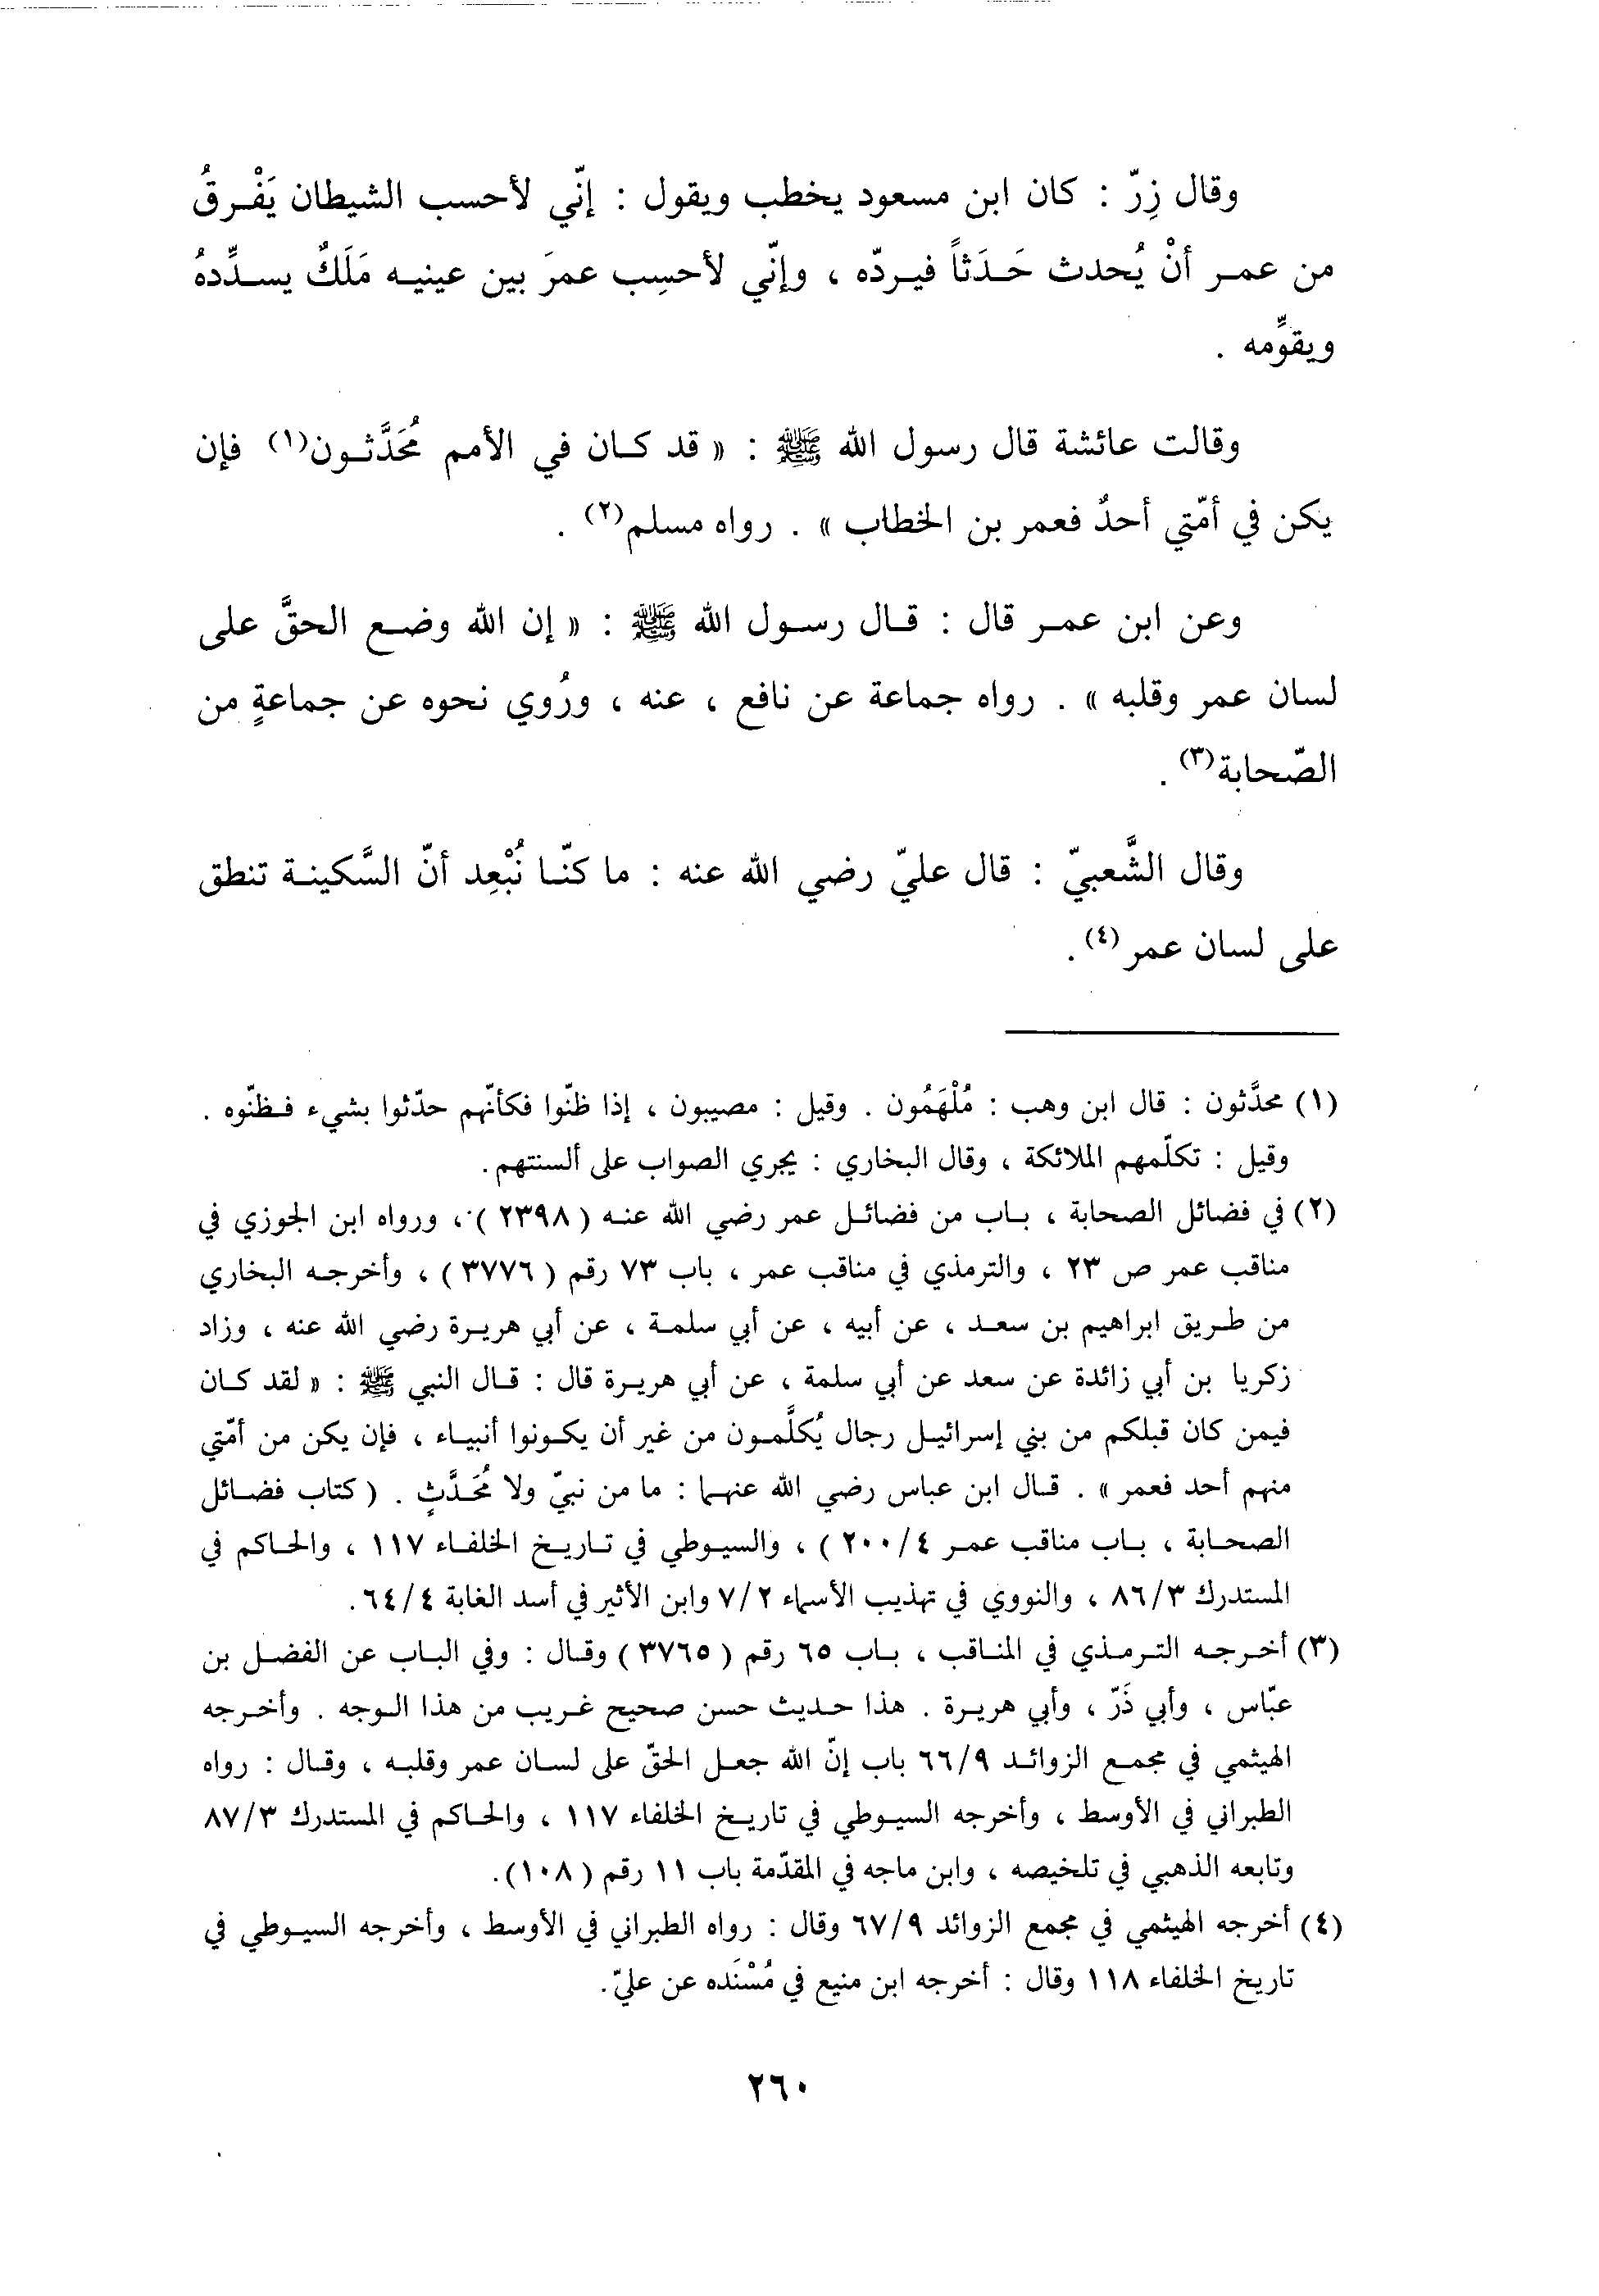 وقال زِرّ : كان ابن مسعود يخطب ويقول : إنّي لأحسب الشيطان يَفْرقُ
من عمر أنْ يُحدث حَدَثاً فيردّه ، وإنّي لأحسِب عمرَ بين عينيه مَلَكٌ يسدِّدهُ
ويقوِّمه .
وقالت عائشة قال رسول الله ﷺ : « قد كان في الأمم مُحَدَّثون(١) فإن
يكن في أمّتي أحدٌ فعمر بن الخطاب » . رواه مسلم(٢) .
وعن ابن عمر قال : قال رسول الله ﷺ : « إن الله وضع الحقَّ على
لسان عمر وقلبه » . رواه جماعة عن نافع ، عنه ، ورُوي نحوه عن جماعةٍ من
الصّحابة(٣) .
وقال الشَّعبيّ : قال عليّ رضي الله عنه : ما كنّا نُبْعِد أنّ السَّكينة تنطق
على لسان عمر(٤) .
(١) محدَّثون : قال ابن وهب : مُلْهَمُون . وقيل : مصيبون ، إذا ظنّوا فكأنّهم حدّثوا بشيء فظنّوه .
وقيل : تكلّمهم الملائكة ، وقال البخاري : يجري الصواب على ألسنتهم .
(٢) في فضائل الصحابة ، باب من فضائل عمر رضي الله عنه ( ٢٣٩٨ ) ، ورواه ابن الجوزي في
مناقب عمر ص ٢٣ ، والترمذي في مناقب عمر ، باب ٧٣ رقم ( ٣٧٧٦ ) ، وأخرجه البخاري
من طريق ابراهيم بن سعد ، عن أبيه ، عن أبي سلمة ، عن أبي هريرة رضي الله عنه ، وزاد
زكريا بن أبي زائدة عن سعد عن أبي سلمة ، عن أبي هريرة قال : قال النبي ﷺ : « لقد كان
فيمن كان قبلكم من بني إسرائيل رجال يُكلَّمون من غير أن يكونوا أنبياء ، فإن يكن من أمّتي
منهم أحد فعمر » . قال ابن عباس رضي الله عنهما : ما من نبيّ ولا مُحَدَّثٍ . ( كتاب فضائل
الصحابة ، باب مناقب عمر ٤/٢٠٠ ) ، والسيوطي في تاريخ الخلفاء ١١٧ ، والحاكم في
المستدرك ٣/٨٦ ، والنووي في تهذيب الأسماء ٢/٧ وابن الأثير في أسد الغابة ٤/٦٤ .
(٣) أخرجه الترمذي في المناقب ، باب ٦٥ رقم ( ٣٧٦٥ ) وقال : وفي الباب عن الفضل بن
عبّاس ، وأبي ذَرّ ، وأبي هريرة . هذا حديث حسن صحيح غريب من هذا الوجه . وأخرجه
الهيثمي في مجمع الزوائد ٩/٦٦ باب إنّ الله جعل الحقّ على لسان عمر وقلبه ، وقال : رواه
الطبراني في الأوسط ، وأخرجه السيوطي في تاريخ الخلفاء ١١٧ ، والحاكم في المستدرك ٣/٨٧
وتابعه الذهبي في تلخيصه ، وابن ماجه في المقدّمة باب ١١ رقم ( ١٠٨ ) .
(٤) أخرجه الهيثمي في مجمع الزوائد ٩/٦٧ وقال : رواه الطبراني في الأوسط ، وأخرجه السيوطي في
تاريخ الخلفاء ١١٨ وقال : أخرجه ابن منيع في مُسْنَده عن عليّ .
٢٦٠